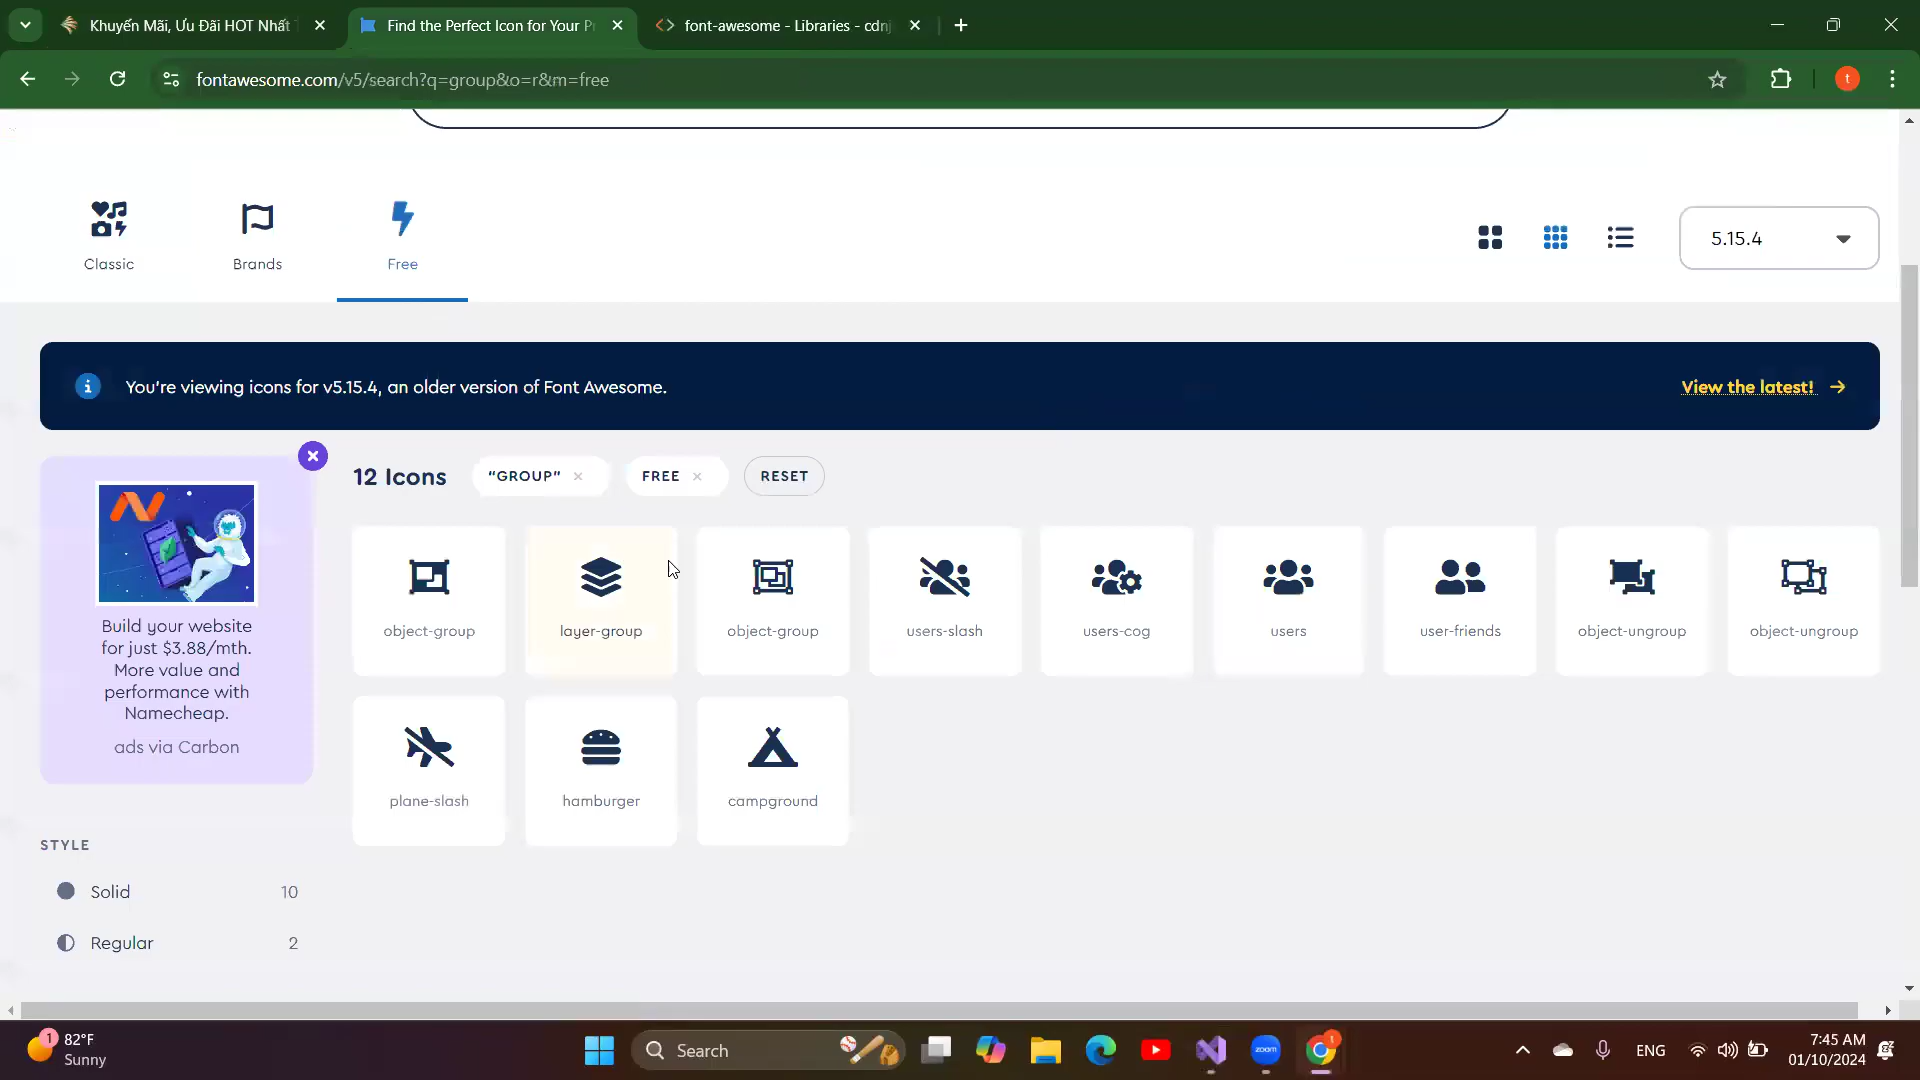 Khuyến Mãi, Ưu Đãi HOT Nhất
Find the Perfect Icon for Your P
font-awesome - Libraries - cdnj
fontawesome.com/v5/search?q=group&o=r&m=free
t
Classic
Brands
Free
5.15.4
You're viewing icons for v5.15.4, an older version of Font Awesome.
View the latest!
12 Icons
"GROUP"
FREE
RESET
Build your website
for just $3.88/mth.
More value and
performance with
Namecheap.
ads via Carbon
object-group
layer-group
object-group
users-slash
users-cog
users
user-friends
object-ungroup
object-ungroup
plane-slash
hamburger
campground
STYLE
Solid
10
Regular
2
1
82°F
Sunny
Search
zoom
ENG
7:45 AM
01/10/2024